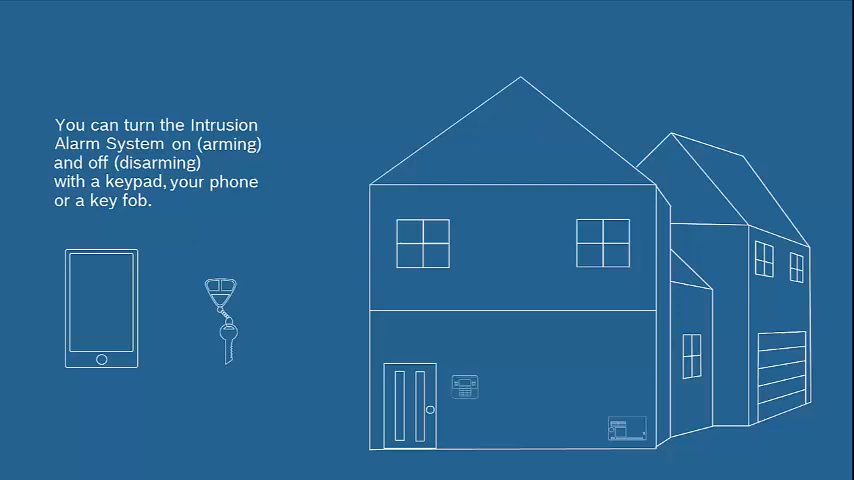 You can turn the Intrusion
Alarm System on (arming)
and off (disarming)
with a keypad, your phone
or a key fob.